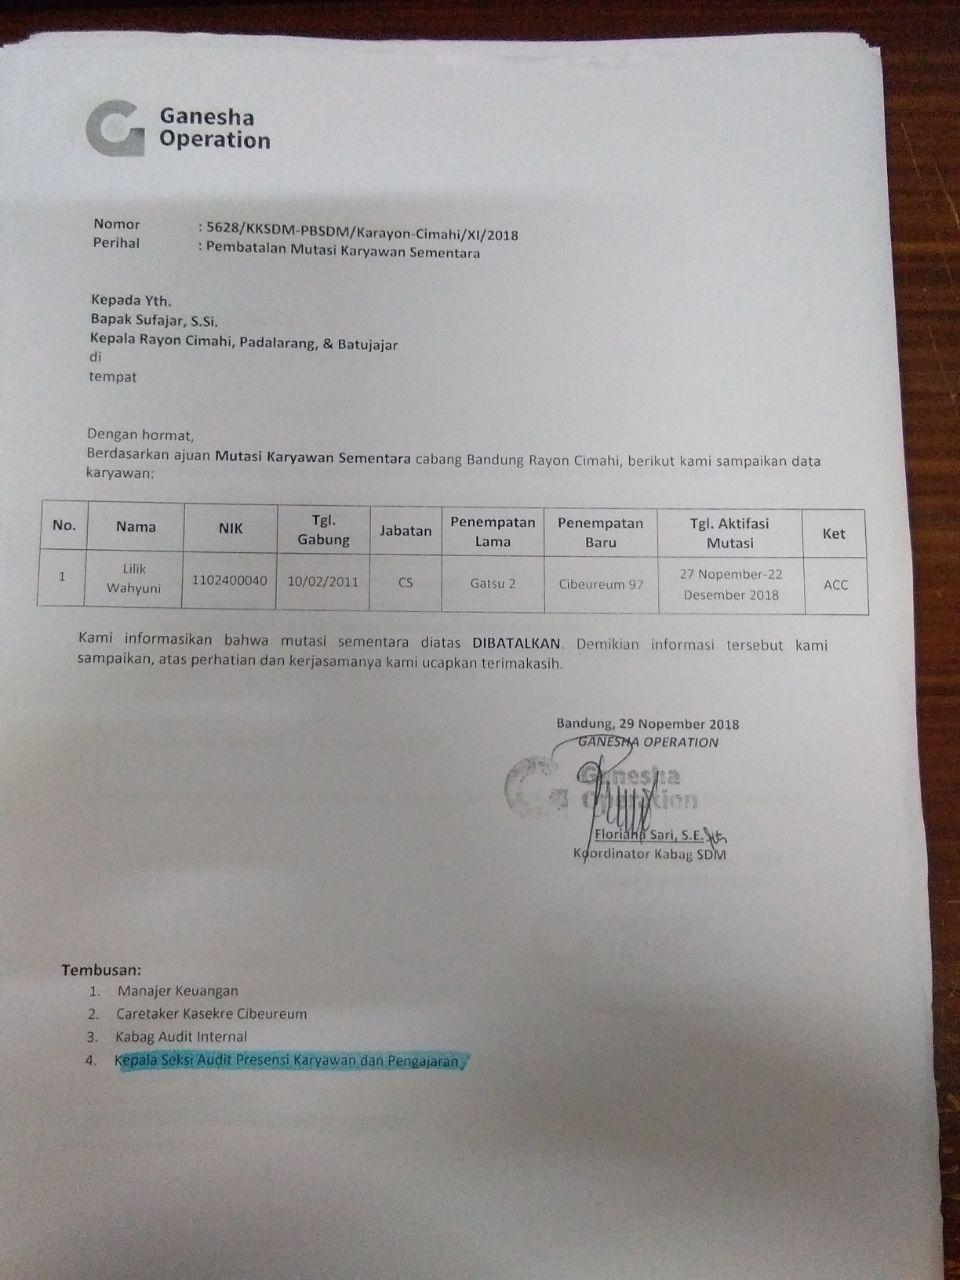 Ganesha
Operation
Nomor : 5628/KKSDM-PBSDM/Karayon-Cimahi/XI/2018
Perihal : Pembatalan Mutasi Karyawan Sementara
Kepada Yth.
Bapak Sufajar, S.Si.
Kepala Rayon Cimahi, Padalarang, & Batujajar
di
tempat
Dengan hormat,
Berdasarkan ajuan Mutasi Karyawan Sementara cabang Bandung Rayon Cimahi, berikut kami sampaikan data
karyawan:
No. Nama NIK Tgl. Gabung Jabatan Penempatan Lama Penempatan Baru Tgl. Aktifasi Mutasi Ket
1 Lilik Wahyuni 1102400040 10/02/2011 CS Gatsu 2 Cibeureum 97 27 Nopember-22 Desember 2018 ACC
Kami informasikan bahwa mutasi sementara diatas DIBATALKAN. Demikian informasi tersebut kami
sampaikan, atas perhatian dan kerjasamanya kami ucapkan terimakasih.
Bandung, 29 Nopember 2018
GANESHA OPERATION
Ganesha
Operation
Floriana Sari, S.E.
Koordinator Kabag SDM
Tembusan:
1. Manajer Keuangan
2. Caretaker Kasekre Cibeureum
3. Kabag Audit Internal
4. Kepala Seksi Audit Presensi Karyawan dan Pengajaran